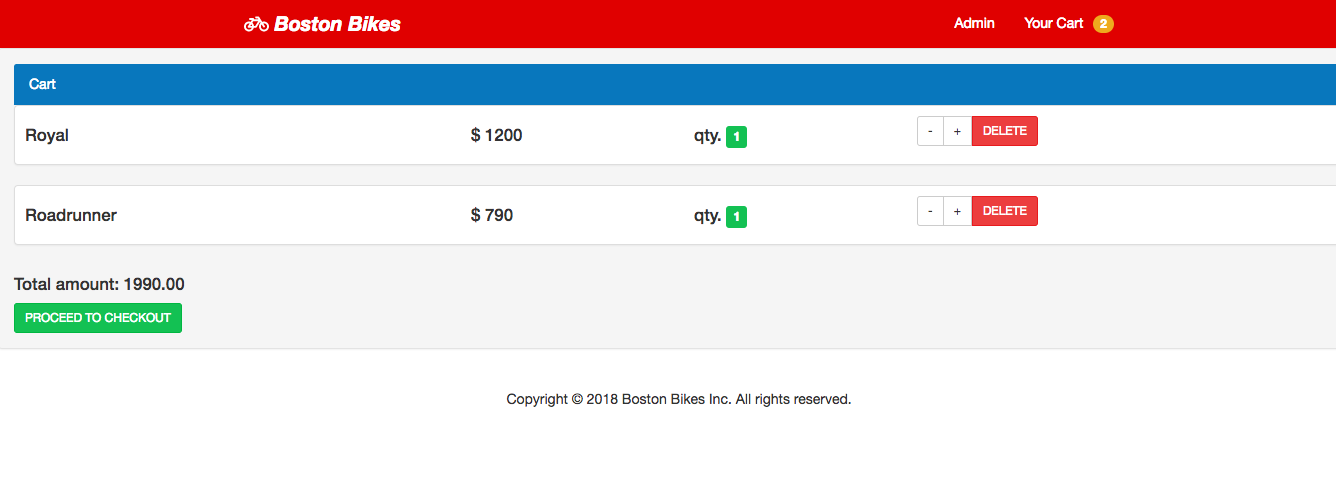 Boston Bikes Admin Your Cart 2
Cart
Royal $ 1200 qty. 1 - + DELETE
Roadrunner $ 790 qty. 1 - + DELETE
Total amount: 1990.00
PROCEED TO CHECKOUT
Copyright © 2018 Boston Bikes Inc. All rights reserved.